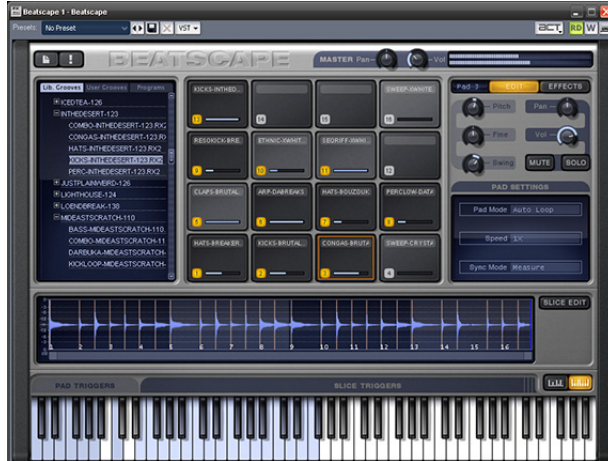 Beatscape 1 - Beatscape
Presets: No Preset
VST
ACT RD W
BEATSCAPE
MASTER Pan Vol
Lib. Grooves User Grooves Programs
ICEDTEA-126
INTHEDESERT-123
COMBO-INTHEDESERT-123.RX2
CONGAS-INTHEDESERT-123.RX
HATS-INTHEDESERT-123.RX2
KICKS-INTHEDESERT-123.RX2
PERC-INTHEDESERT-123.RX2
JUSTPLAINWEIRD-126
LIGHTHOUSE-124
LOENDBREAK-138
MIDEASTSCRATCH-110
BASS-MIDEASTSCRATCH-110.
COMBO-MIDEASTSCRATCH-11
DARBUKA-MIDEASTSCRATCH-
KICKLOOP-MIDEASTSCRATCH-
KICKS-INTHED... SWEEP-XWHITE.
13 14 15 16
RESOKICK-BRE. ETHNIC-XWHIT... SEGRIFF-XWHI...
9 10 11 12
CLAPS-BRUTAL. ARP-DABREAKS HATS-BOUZOUK PERCLOW-DATA
5 6 7 8
HATS-BREAKER. KICKS-BRUTAL. CONGAS-BRUTA SWEEP-CRYSTA
1 2 3 4
Pad 3 EDIT EFFECTS
Pitch Pan
Fine Vol
Swing MUTE SOLO
PAD SETTINGS
Pad Mode Auto Loop
Speed 1X
Sync Mode Measure
SLICE EDIT
1 2 3 4 5 6 7 8 9 10 11 12 13 14 15 16
PAD TRIGGERS SLICE TRIGGERS